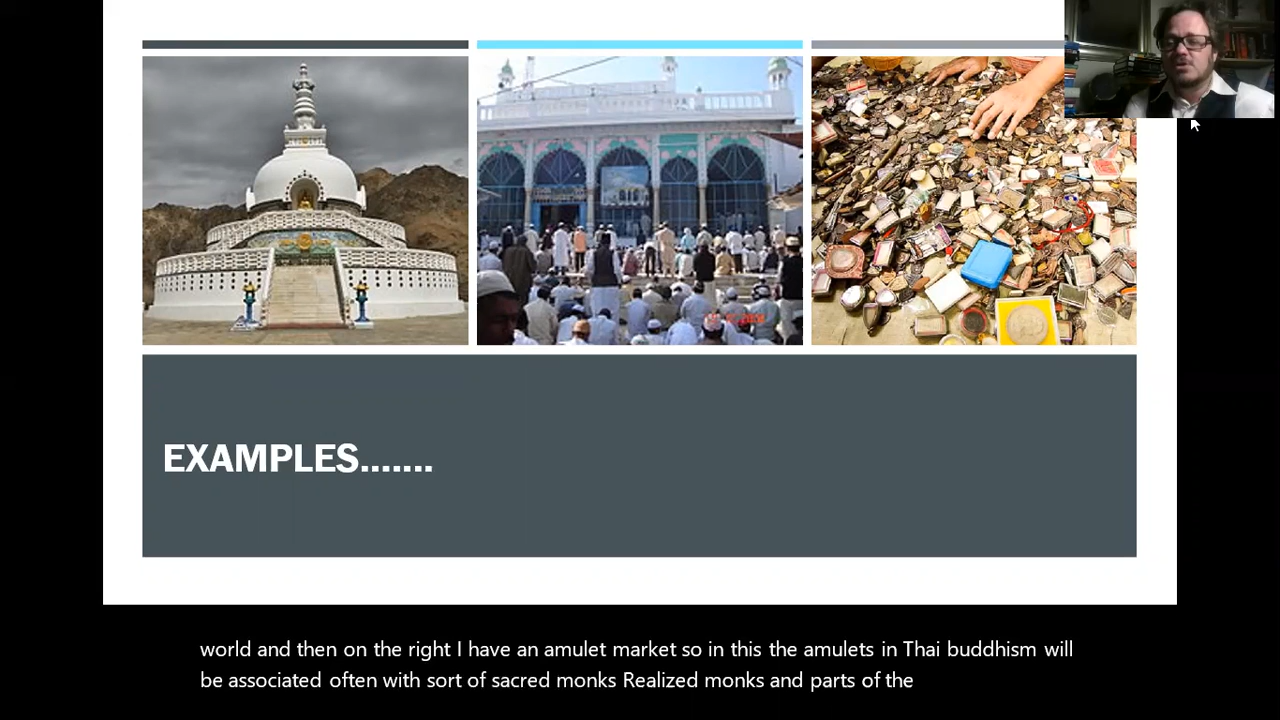 EXAMPLES.......
world and then on the right I have an amulet market so in this the amulets in Thai buddhism will
be associated often with sort of sacred monks Realized monks and parts of the